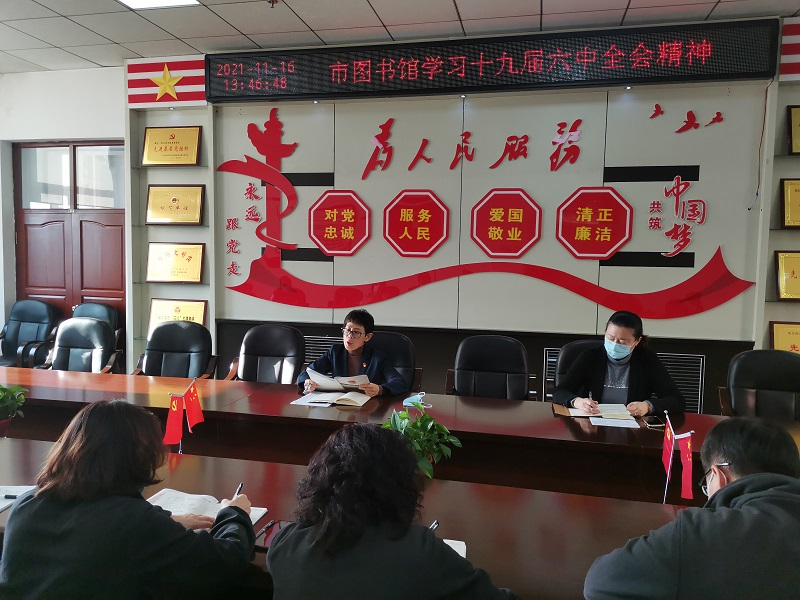 2021-11-16
13:46:48
市图书馆学习十九届六中全会精神
为人民服务
永远
跟党走
对党
忠诚
服务
人民
爱国
敬业
清正
廉洁
共筑
中国梦